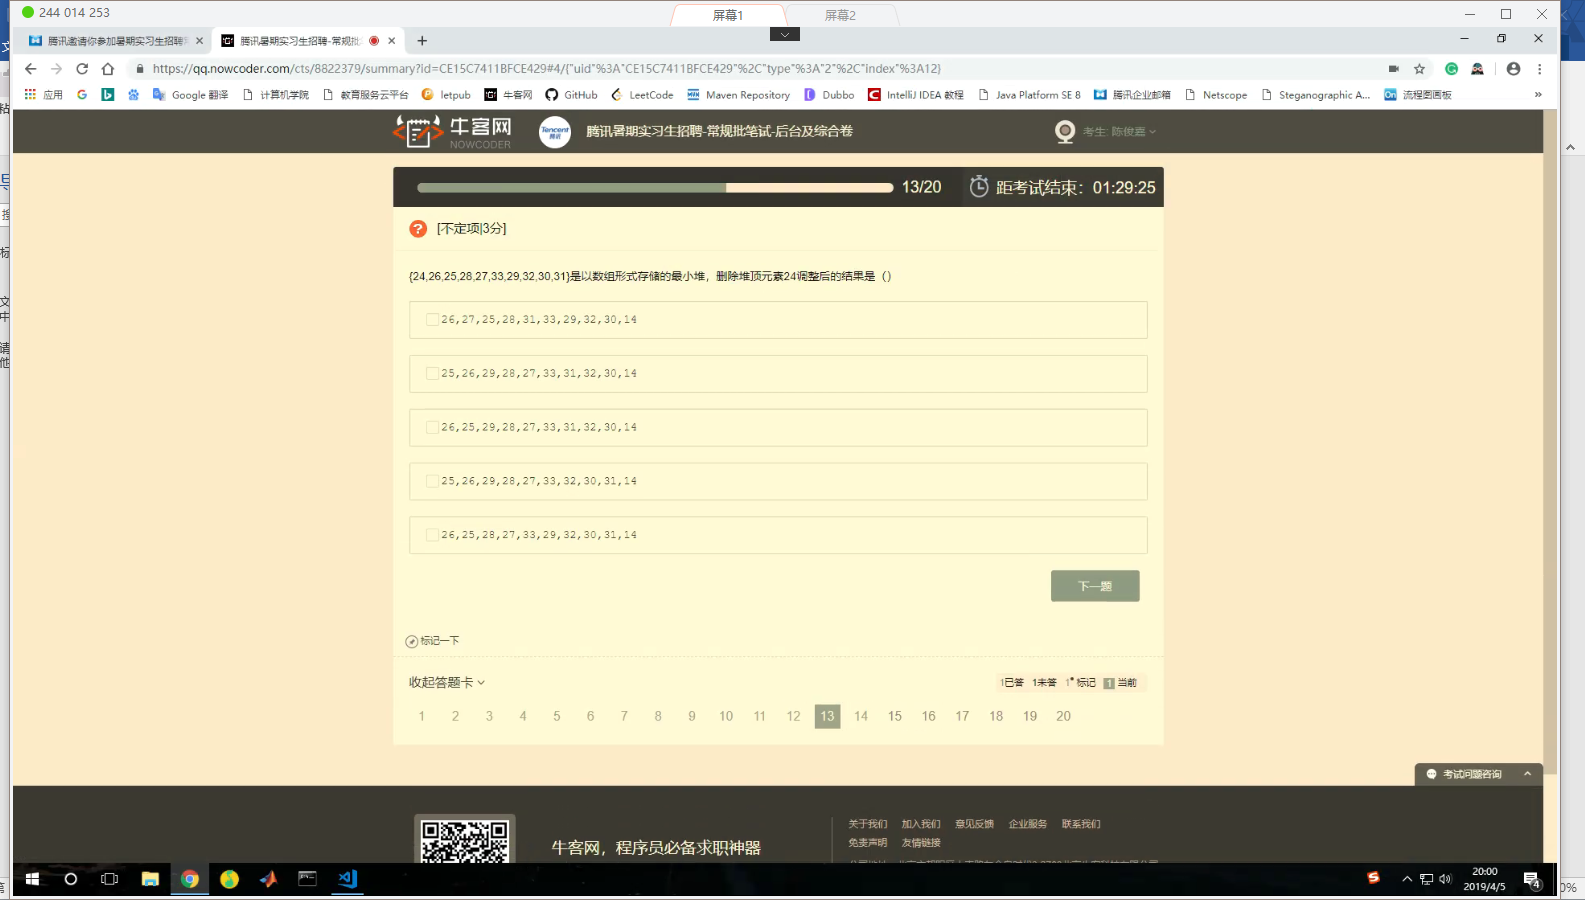 244 014 253
屏幕1
屏幕2
腾讯邀请你参加暑期实习生招聘
腾讯暑期实习生招聘-常规批
https://qq.nowcoder.com/cts/8822379/summary?id=CE15C7411BFCE429#4/{"uid"%3A"CE15C7411BFCE429"%2C"type"%3A"2"%2C"index"%3A12}
应用 Google 翻译 计算机学院 教育服务云平台 letpub 牛客网 GitHub LeetCode Maven Repository Dubbo IntelliJ IDEA 教程 Java Platform SE 8 腾讯企业邮箱 Netscope Steganographic A... 流程图画板 »
牛客网
NOWCODER
Tencent 腾讯
腾讯暑期实习生招聘-常规批笔试-后台及综合卷
考生: 陈俊嘉
13/20
距考试结束：01:29:25
? [不定项|3分]
{24,26,25,28,27,33,29,32,30,31}是以数组形式存储的最小堆，删除堆顶元素24调整后的结果是（）
26,27,25,28,31,33,29,32,30,14
25,26,29,28,27,33,31,32,30,14
26,25,29,28,27,33,31,32,30,14
25,26,29,28,27,33,32,30,31,14
26,25,28,27,33,29,32,30,31,14
下一题
标记一下
收起答题卡
1已答 1未答 1* 标记 1 当前
1 2 3 4 5 6 7 8 9 10 11 12 13 14 15 16 17 18 19 20
考试问题咨询
牛客网，程序员必备求职神器
关于我们 加入我们 意见反馈 企业服务 联系我们
免责声明 友情链接
20:00
2019/4/5
4
0%